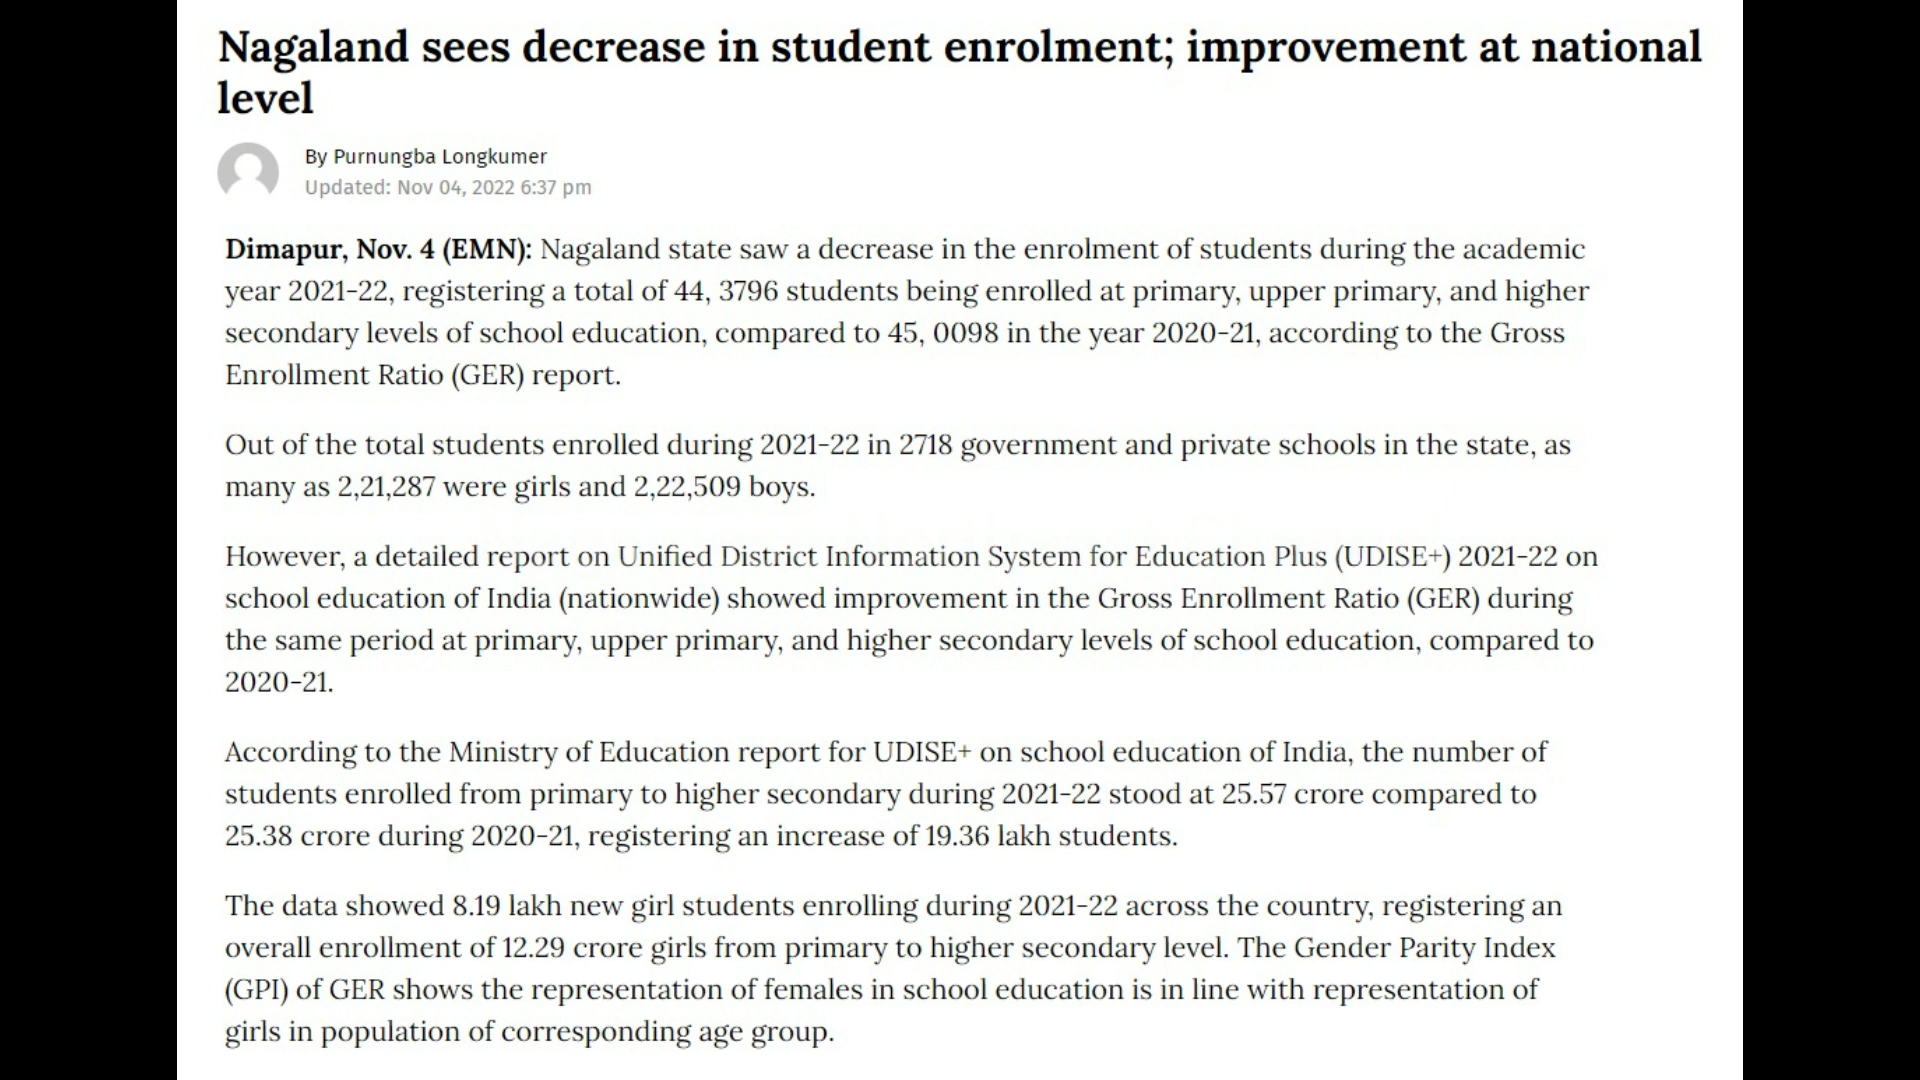 Nagaland sees decrease in student enrolment; improvement at national
level
By Purnungba Longkumer
Updated: Nov 04, 2022 6:37 pm
Dimapur, Nov. 4 (EMN): Nagaland state saw a decrease in the enrolment of students during the academic
year 2021-22, registering a total of 44, 3796 students being enrolled at primary, upper primary, and higher
secondary levels of school education, compared to 45, 0098 in the year 2020-21, according to the Gross
Enrollment Ratio (GER) report.
Out of the total students enrolled during 2021-22 in 2718 government and private schools in the state, as
many as 2,21,287 were girls and 2,22,509 boys.
However, a detailed report on Unified District Information System for Education Plus (UDISE+) 2021-22 on
school education of India (nationwide) showed improvement in the Gross Enrollment Ratio (GER) during
the same period at primary, upper primary, and higher secondary levels of school education, compared to
2020-21.
According to the Ministry of Education report for UDISE+ on school education of India, the number of
students enrolled from primary to higher secondary during 2021-22 stood at 25.57 crore compared to
25.38 crore during 2020-21, registering an increase of 19.36 lakh students.
The data showed 8.19 lakh new girl students enrolling during 2021-22 across the country, registering an
overall enrollment of 12.29 crore girls from primary to higher secondary level. The Gender Parity Index
(GPI) of GER shows the representation of females in school education is in line with representation of
girls in population of corresponding age group.